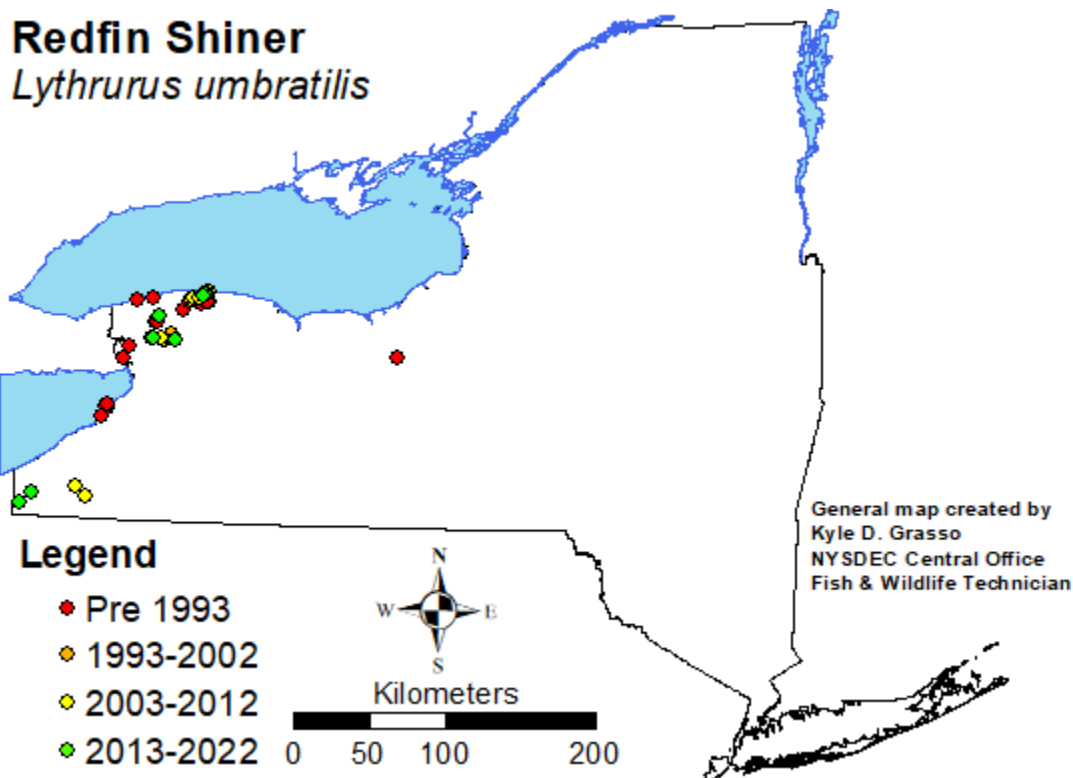 Redfin Shiner
Lythrurus umbratilis
General map created by
Kyle D. Grasso
NYSDEC Central Office
Fish & Wildlife Technician
Legend
Pre 1993
1993-2002
2003-2012
2013-2022
N
W E
S
Kilometers
0 50 100 200